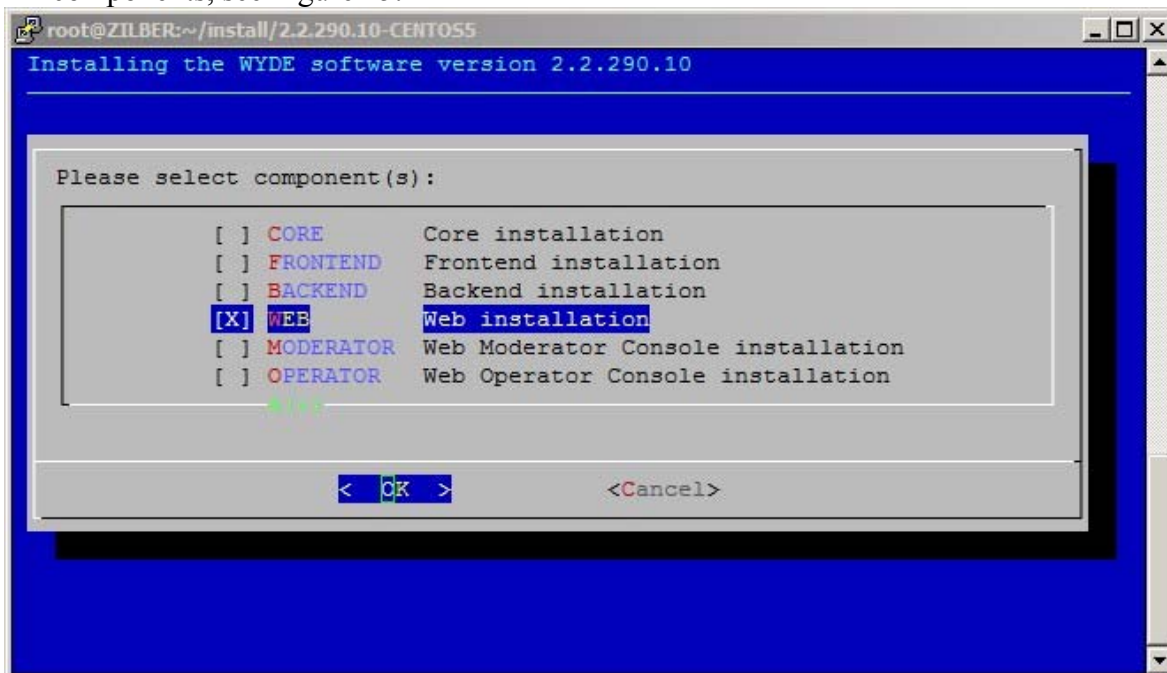 root@ZILBER:~/install/2.2.290.10-CENTOS5
Installing the WYDE software version 2.2.290.10
Please select component(s):
[ ] CORE Core installation
[ ] FRONTEND Frontend installation
[ ] BACKEND Backend installation
[X] WEB Web installation
[ ] MODERATOR Web Moderator Console installation
[ ] OPERATOR Web Operator Console installation
< OK > <Cancel>